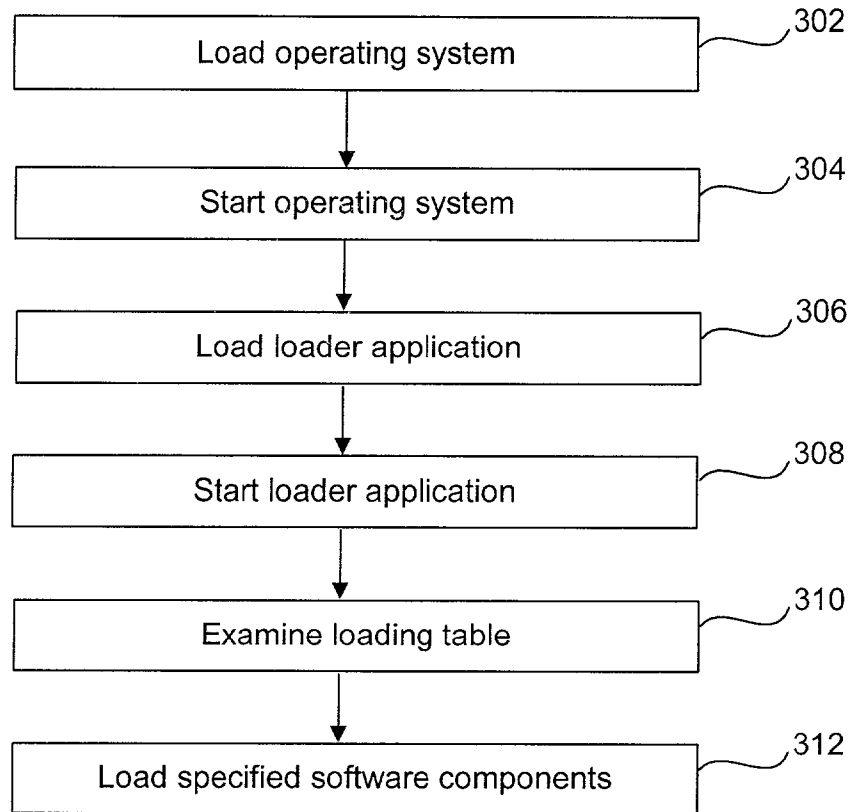 302
Load operating system
304
Start operating system
306
Load loader application
308
Start loader application
310
Examine loading table
312
Load specified software components